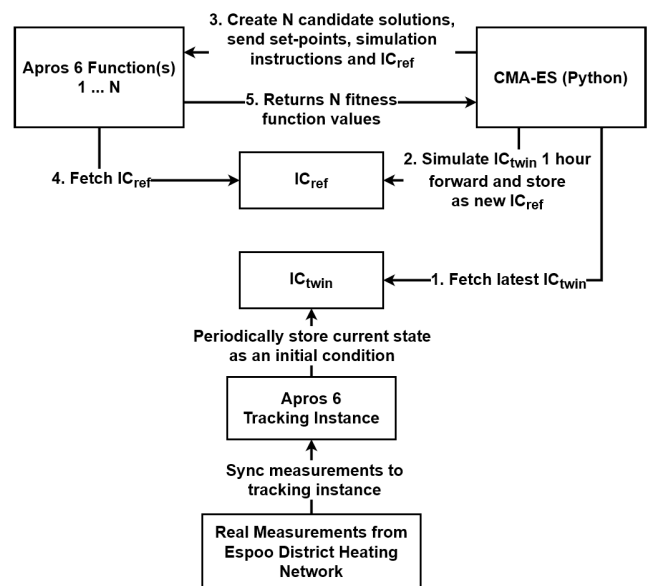 3. Create N candidate solutions,
send set-points, simulation
instructions and ICref
Apros 6 Function(s)
1 ... N
CMA-ES (Python)
5. Returns N fitness
function values
4. Fetch ICref
ICref
2. Simulate ICtwin 1 hour
forward and store
as new ICref
ICtwin
1. Fetch latest ICtwin
Periodically store current state
as an initial condition
Apros 6
Tracking Instance
Sync measurements to
tracking instance
Real Measurements from
Espoo District Heating
Network